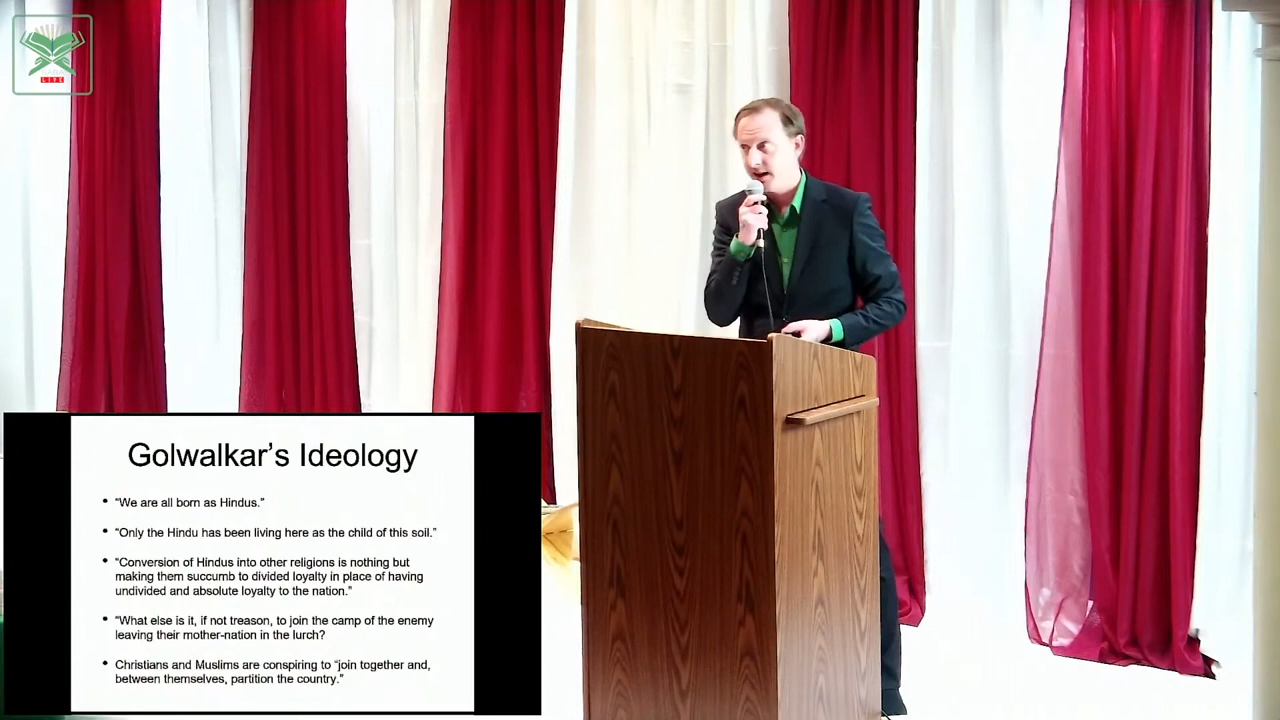 LIVE
Golwalkar's Ideology
• "We are all born as Hindus."
• "Only the Hindu has been living here as the child of this soil."
• "Conversion of Hindus into other religions is nothing but
making them succumb to divided loyalty in place of having
undivided and absolute loyalty to the nation."
• "What else is it, if not treason, to join the camp of the enemy
leaving their mother-nation in the lurch?
• Christians and Muslims are conspiring to "join together and,
between themselves, partition the country."